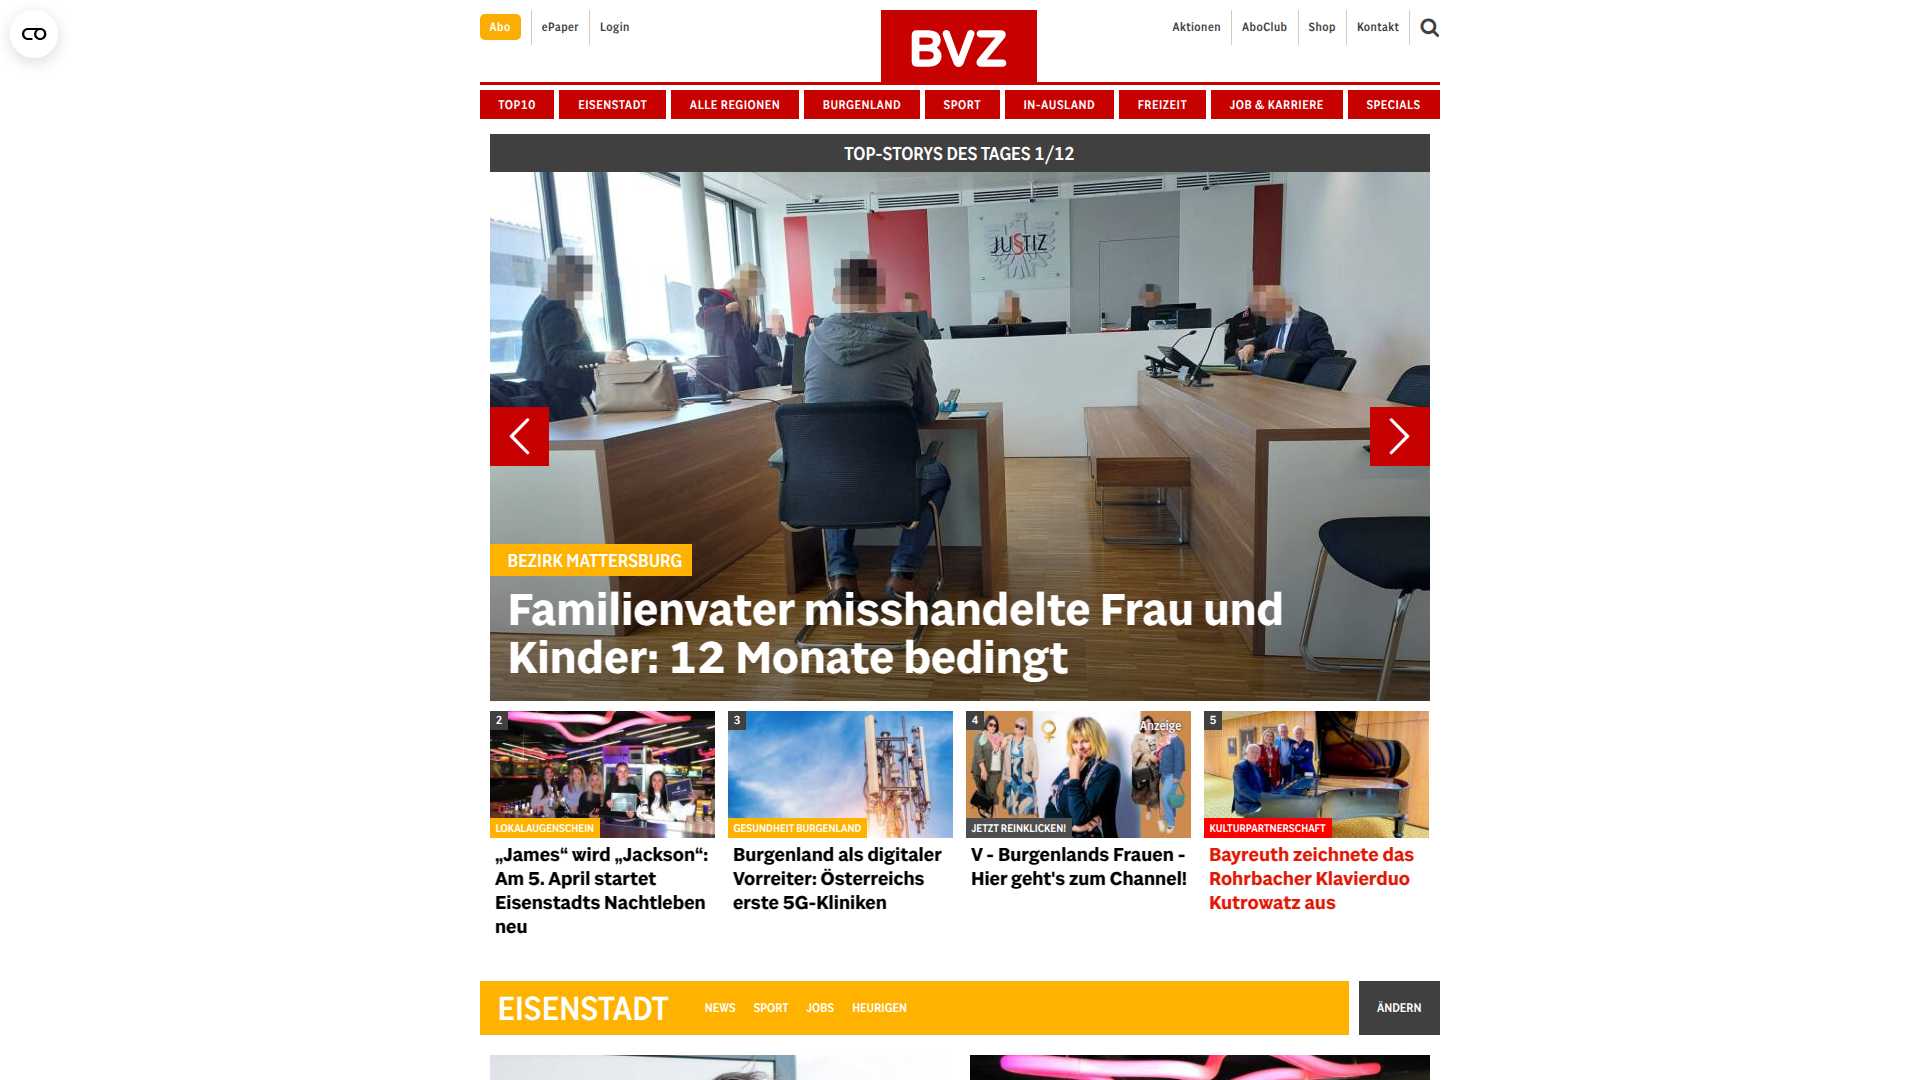 Abo
ePaper
Login
BVZ
Aktionen
AboClub
Shop
Kontakt
TOP10
EISENSTADT
ALLE REGIONEN
BURGENLAND
SPORT
IN-AUSLAND
FREIZEIT
JOB & KARRIERE
SPECIALS
TOP-STORYS DES TAGES 1/12
JUSTIZ
BEZIRK MATTERSBURG
Familienvater misshandelte Frau und
Kinder: 12 Monate bedingt
2
LOKALAUGENSCHEIN
„James“ wird „Jackson“:
Am 5. April startet
Eisenstadts Nachtleben
neu
3
GESUNDHEIT BURGENLAND
Burgenland als digitaler
Vorreiter: Österreichs
erste 5G-Kliniken
4
Anzeige
JETZT REINKLICKEN!
V - Burgenlands Frauen -
Hier geht's zum Channel!
5
KULTURPARTNERSCHAFT
Bayreuth zeichnete das
Rohrbacher Klavierduo
Kutrowatz aus
EISENSTADT
NEWS
SPORT
JOBS
HEURIGEN
ÄNDERN